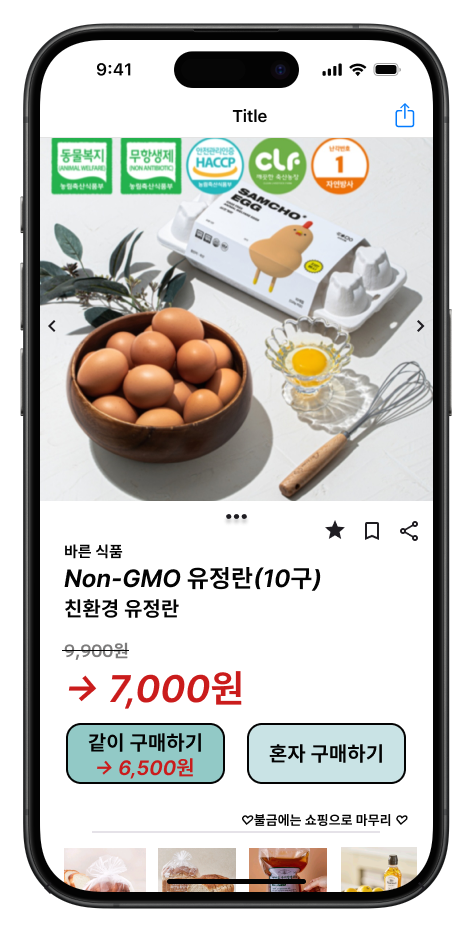 9:41
Title
동물복지
(ANIMAL WELFARE)
농림축산식품부
무항생제
(NON ANTIBIOTIC)
농림축산식품부
안전관리인증
HACCP
농림축산식품부
CLF
깨끗한 축산농장
난각번호
1
자연방사
SAMCHO
EGG
바른 식품
Non-GMO 유정란(10구)
친환경 유정란
9,900원
→ 7,000원
같이 구매하기
→ 6,500원
혼자 구매하기
♡불금에는 쇼핑으로 마무리 ♡